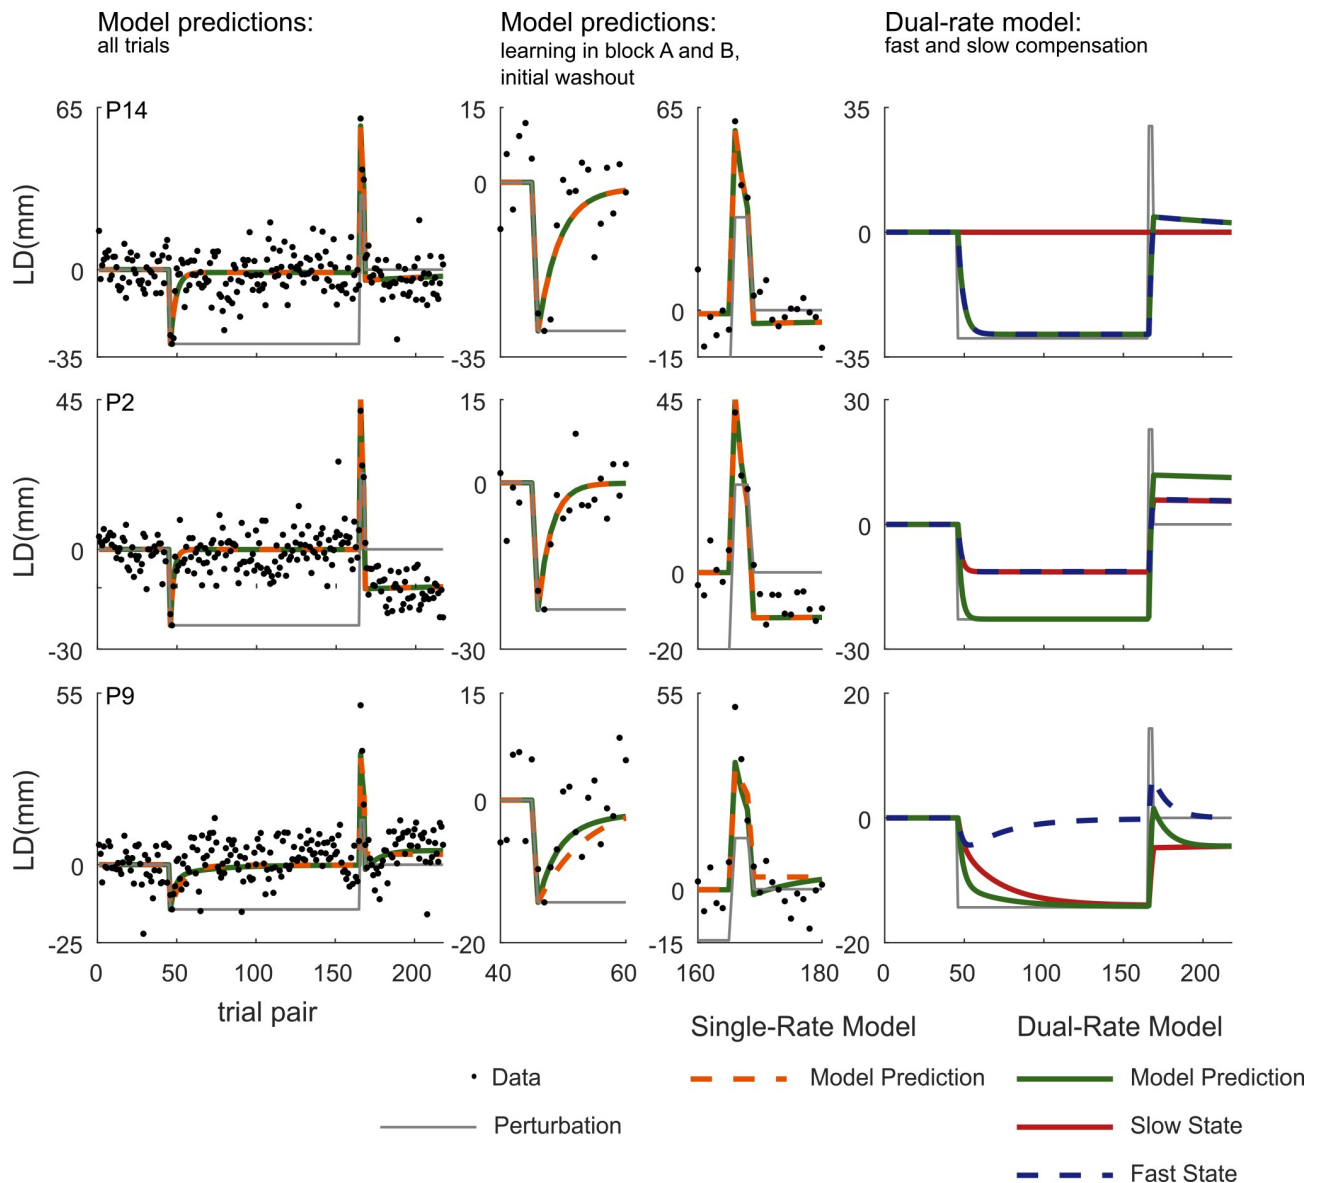 Model predictions:
all trials
Model predictions:
learning in block A and B,
initial washout
Dual-rate model:
fast and slow compensation
P14
LD(mm)
65
0
-35
15
0
-35
65
0
-15
35
0
-35
P2
LD(mm)
45
0
-30
15
0
-30
45
0
-20
30
0
-30
P9
LD(mm)
55
0
-25
15
0
-20
55
0
-15
20
0
-20
0 50 100 150 200
40 60
160 180
0 50 100 150 200
trial pair
Single-Rate Model
Dual-Rate Model
Data
Model Prediction
Model Prediction
Perturbation
Slow State
Fast State